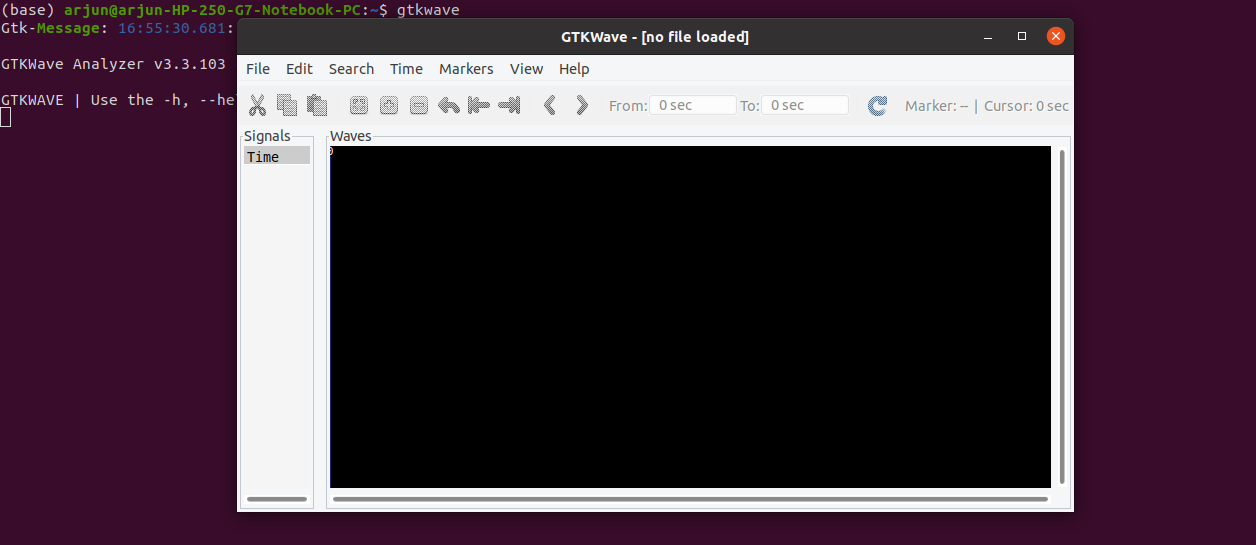 (base) arjun@arjun-HP-250-G7-Notebook-PC:~$ gtkwave
Gtk-Message: 16:55:30.681:
GTKWave Analyzer v3.3.103
GTKWAVE | Use the -h, --he
GTKWave - [no file loaded]
File Edit Search Time Markers View Help
From: 0 sec To: 0 sec Marker: -- | Cursor: 0 sec
Signals Waves
Time
0